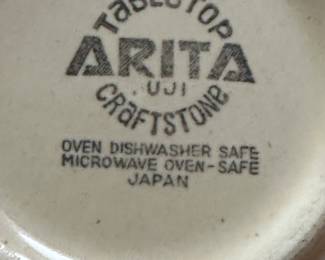 TABLETOP
ARITA
UJI
CRAFTSTONE
OVEN DISHWASHER SAFE
MICROWAVE OVEN-SAFE
JAPAN